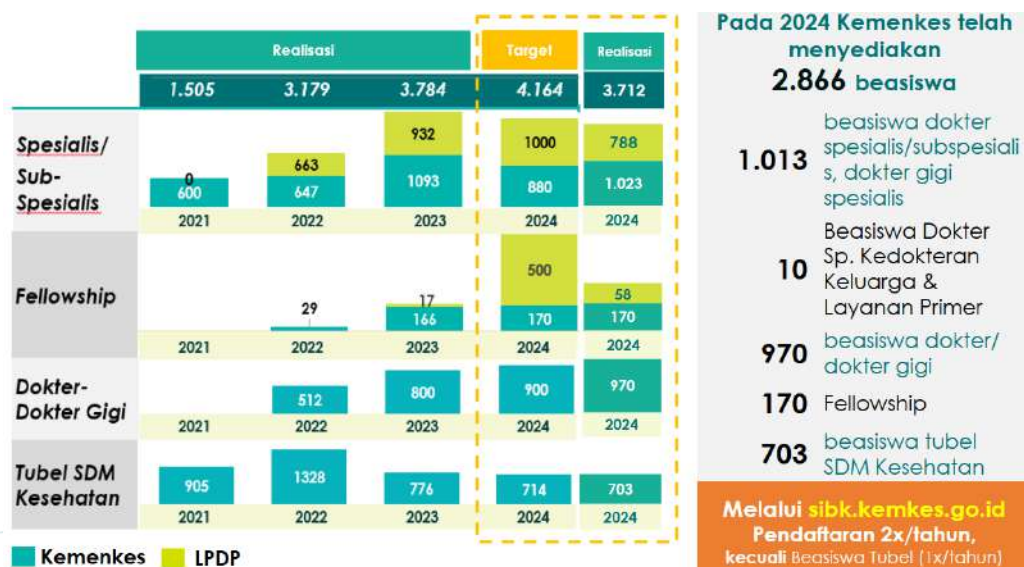 Realisasi
Target
Realisasi
1.505
3.179
3.784
4.164
3.712
Spesialis/
Sub-
Spesialis
0
600
663
647
932
1093
1000
880
788
1.023
2021
2022
2023
2024
2024
Fellowship
29
17
166
500
170
58
170
2021
2022
2023
2024
2024
Dokter-
Dokter Gigi
512
800
900
970
2021
2022
2023
2024
2024
Tubel SDM
Kesehatan
905
1328
776
714
703
2021
2022
2023
2024
2024
Kemenkes
LPDP
Pada 2024 Kemenkes telah
menyediakan
2.866 beasiswa
1.013
beasiswa dokter
spesialis/subspesiali
s, dokter gigi
spesialis
10
Beasiswa Dokter
Sp. Kedokteran
Keluarga &
Layanan Primer
970
beasiswa dokter/
dokter gigi
170 Fellowship
703
beasiswa tubel
SDM Kesehatan
Melalui sibk.kemkes.go.id
Pendaftaran 2x/tahun,
kecuali Beasiswa Tubel (1x/tahun)